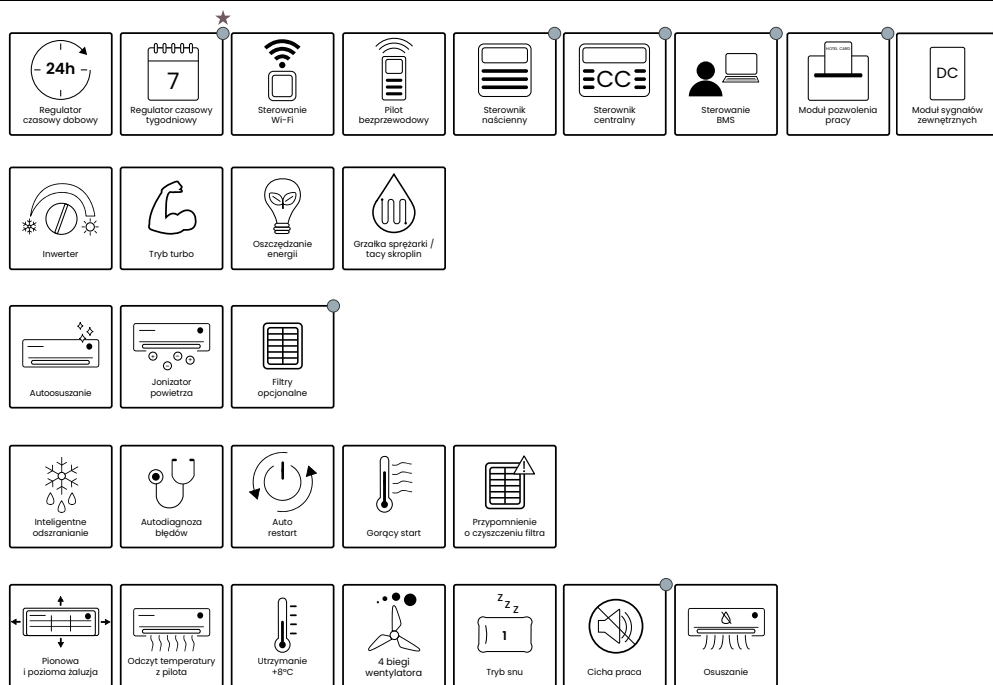 24h
Regulator
czasowy dobowy
7
Regulator czasowy
tygodniowy
Sterowanie
Wi-Fi
Pilot
bezprzewodowy
Sterownik
naścienny
CC
Sterownik
centralny
Sterowanie
BMS
HOTEL CARD
Moduł pozwolenia
pracy
DC
Moduł sygnałów
zewnętrznych
Inwerter
Tryb turbo
Oszczędzanie
energii
Grzałka sprężarki /
tacy skroplin
Autoosuszanie
Jonizator
powietrza
Filtry
opcjonalne
Inteligentne
odszranianie
Autodiagnoza
błędów
Auto
restart
Gorący start
Przypomnienie
o czyszczeniu filtra
Pionowa
i pozioma żaluzja
Odczyt temperatury
z pilota
Utrzymanie
+8°C
4 biegi
wentylatora
z z z
1
Tryb snu
Cicha praca
Osuszanie